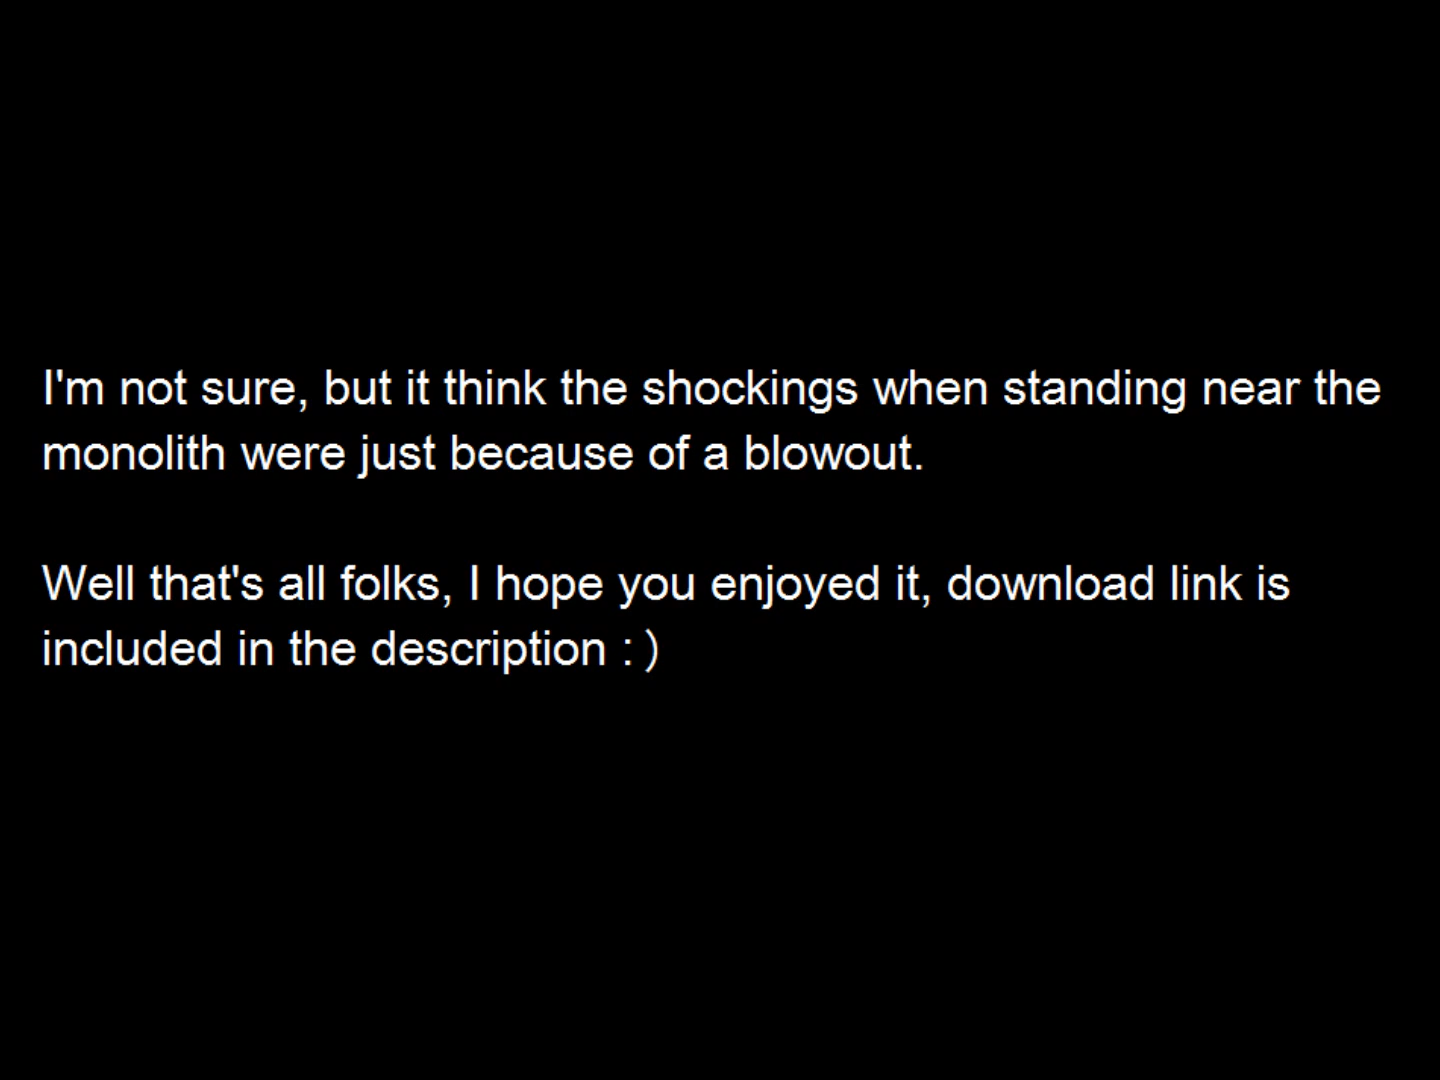 I'm not sure, but it think the shockings when standing near the
monolith were just because of a blowout.
Well that's all folks, I hope you enjoyed it, download link is
included in the description : )